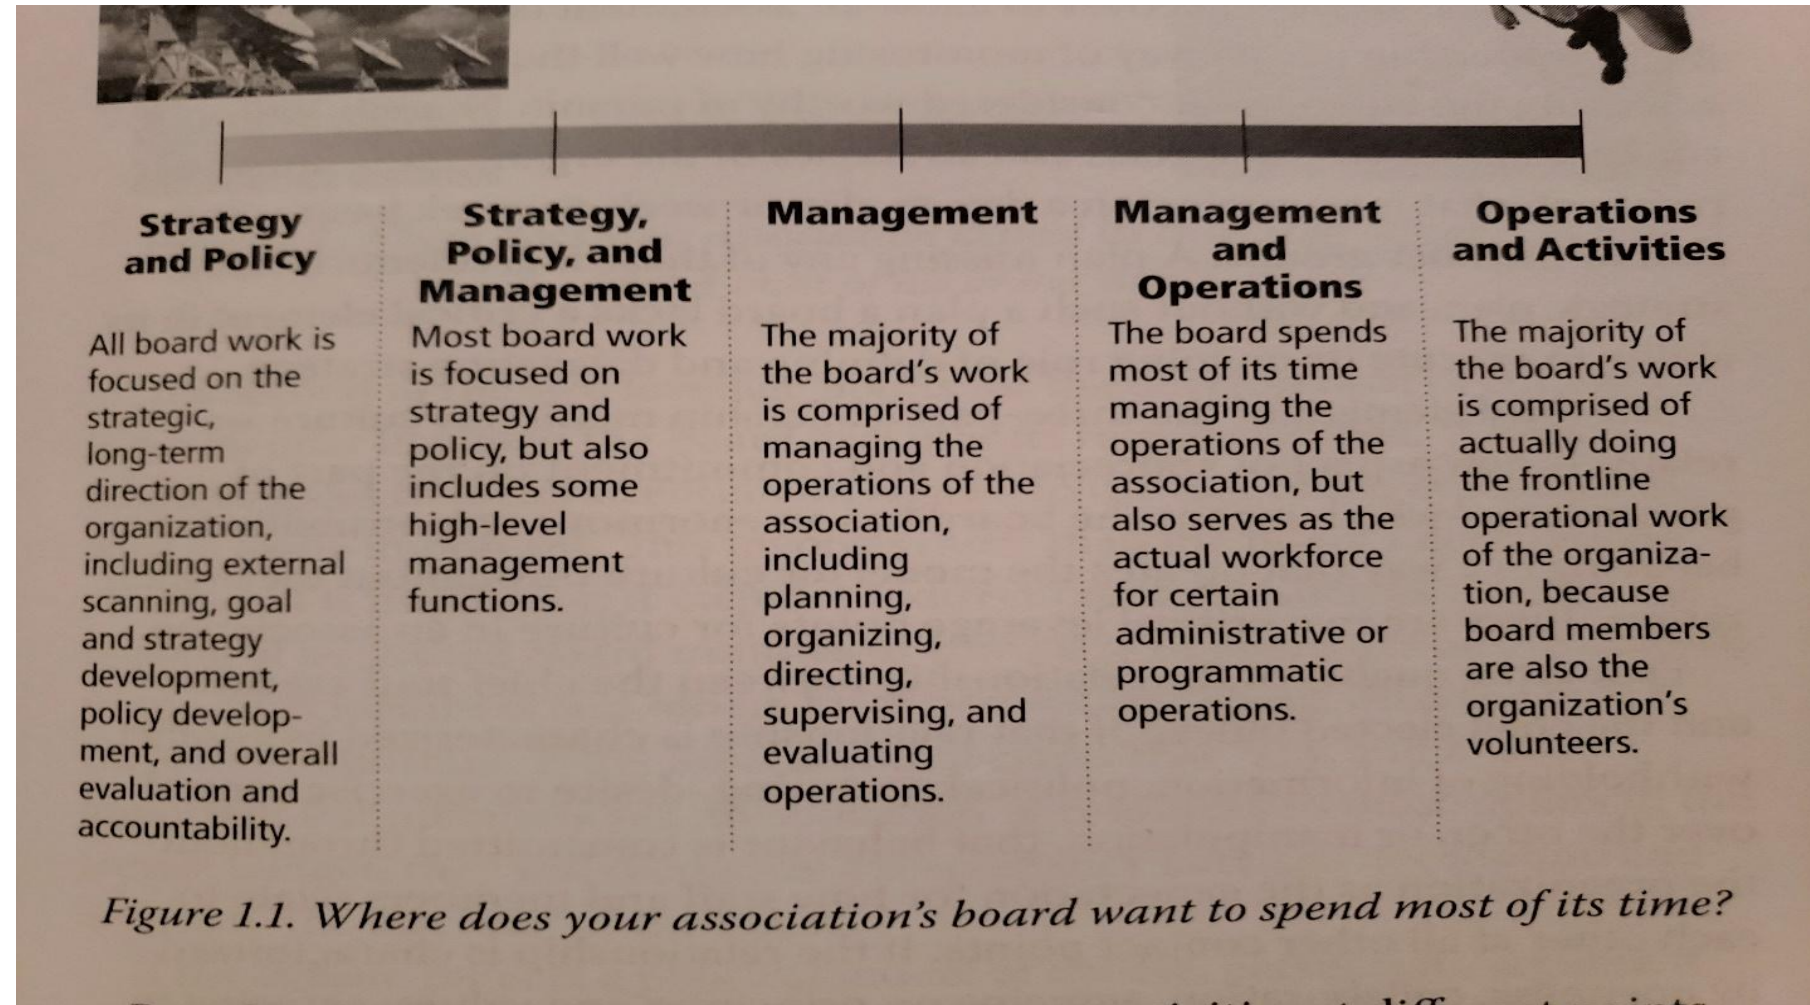 Strategy
and Policy
All board work is
focused on the
strategic,
long-term
direction of the
organization,
including external
scanning, goal
and strategy
development,
policy develop-
ment, and overall
evaluation and
accountability.
Strategy,
Policy, and
Management
Most board work
is focused on
strategy and
policy, but also
includes some
high-level
management
functions.
Management
The majority of
the board's work
is comprised of
managing the
operations of the
association,
including
planning,
organizing,
directing,
supervising, and
evaluating
operations.
Management
and
Operations
The board spends
most of its time
managing the
operations of the
association, but
also serves as the
actual workforce
for certain
administrative or
programmatic
operations.
Operations
and Activities
The majority of
the board's work
is comprised of
actually doing
the frontline
operational work
of the organiza-
tion, because
board members
are also the
organization's
volunteers.
Figure 1.1. Where does your association's board want to spend most of its time?